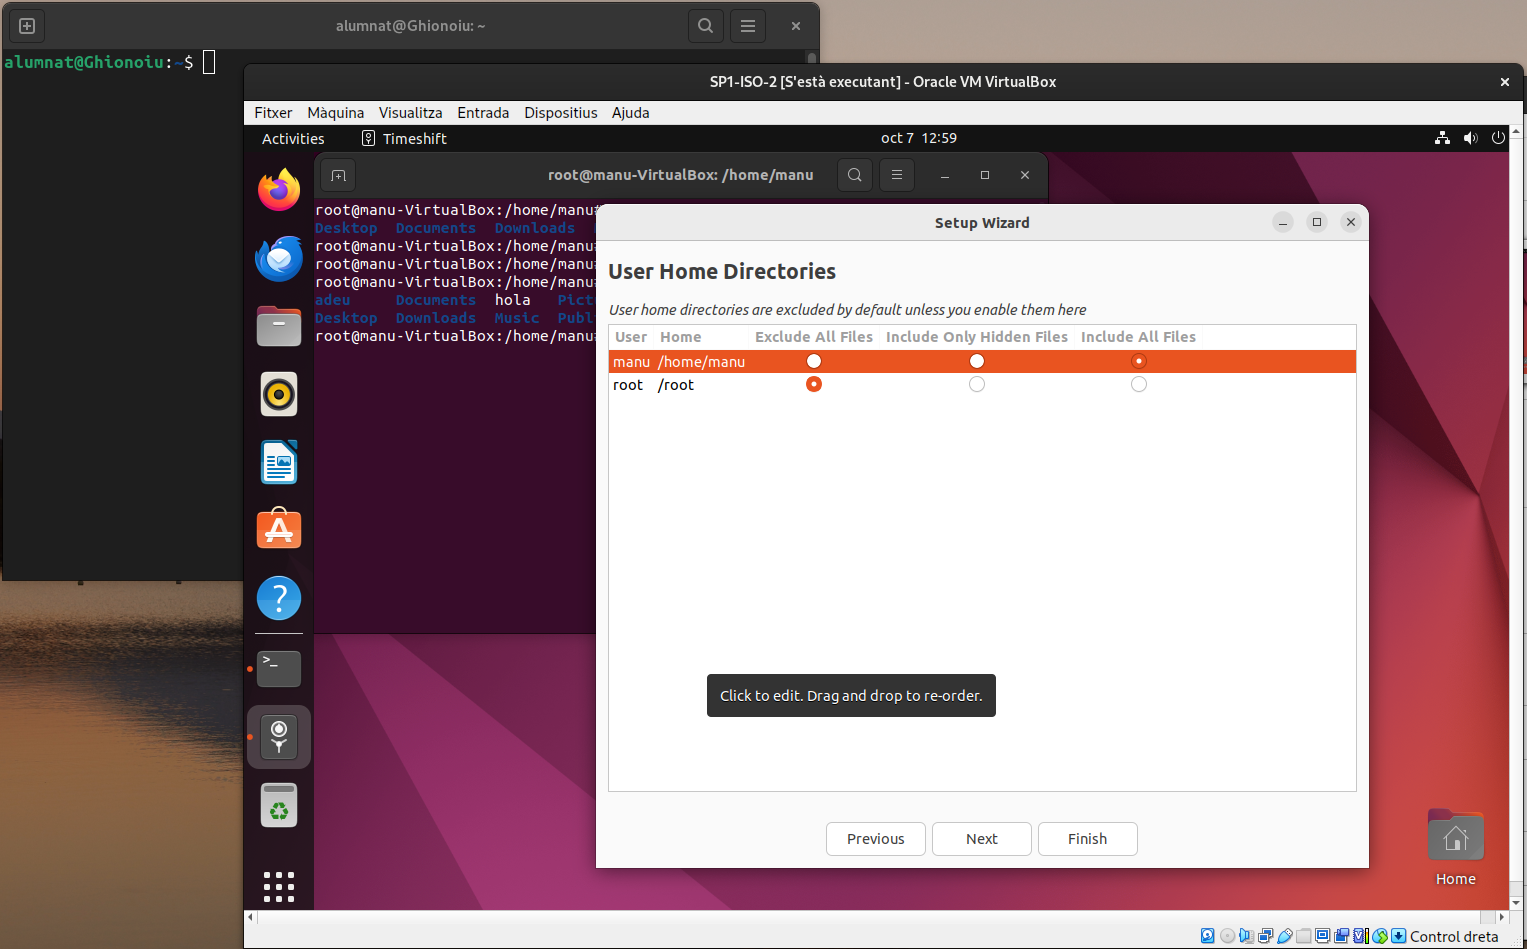 alumnat@Ghionoiu: ~
alumnat@Ghionoiu:~$
SP1-ISO-2 [S'està executant] - Oracle VM VirtualBox
Fitxer Màquina Visualitza Entrada Dispositius Ajuda
Activities Timeshift oct 7 12:59
root@manu-VirtualBox: /home/manu
root@manu-VirtualBox:/home/manu#
Desktop Documents Downloads
root@manu-VirtualBox:/home/manu#
root@manu-VirtualBox:/home/manu#
root@manu-VirtualBox:/home/manu#
adeu Documents hola
Desktop Downloads Music
root@manu-VirtualBox:/home/manu#
Setup Wizard
User Home Directories
User home directories are excluded by default unless you enable them here
User Home Exclude All Files Include Only Hidden Files Include All Files
manu /home/manu
root /root
Click to edit. Drag and drop to re-order.
Previous Next Finish
Home
Control dreta